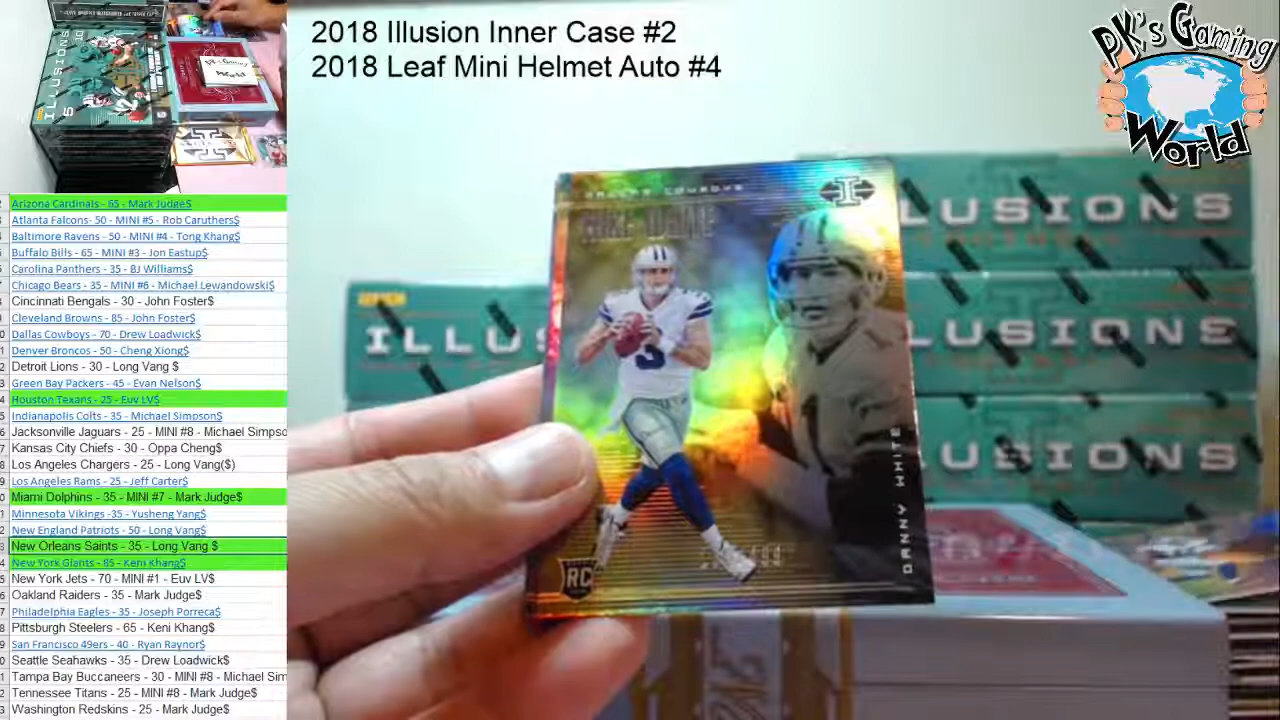 2018 Illusion Inner Case #2
2018 Leaf Mini Helmet Auto #4
PK's Gaming
World
ILLUSIONS
Arizona Cardinals - 65 - Mark Judge$
Atlanta Falcons- 50 - MINI #5 - Rob Caruthers$
Baltimore Ravens - 50 - MINI #4 - Tong Khang$
Buffalo Bills - 65 - MINI #3 - Jon Eastup$
Carolina Panthers - 35 - BJ Williams$
Chicago Bears - 35 - MINI #6 - Michael Lewandowski$
Cincinnati Bengals - 30 - John Foster$
Cleveland Browns - 85 - John Foster$
Dallas Cowboys - 70 - Drew Loadwick$
Denver Broncos - 50 - Cheng Xiong$
Detroit Lions - 30 - Long Vang $
Green Bay Packers - 45 - Evan Nelson$
Houston Texans - 25 - Euv LV$
Indianapolis Colts - 35 - Michael Simpson$
Jacksonville Jaguars - 25 - MINI #8 - Michael Simpso
Kansas City Chiefs - 30 - Oppa Cheng$
Los Angeles Chargers - 25 - Long Vang($)
Los Angeles Rams - 25 - Jeff Carter$
Miami Dolphins - 35 - MINI #7 - Mark Judge$
Minnesota Vikings -35 - Yusheng Yang$
New England Patriots - 50 - Long Vang$
New Orleans Saints - 35 - Long Vang $
New York Giants - 85 - Keni Khang$
New York Jets - 70 - MINI #1 - Euv LV$
Oakland Raiders - 35 - Mark Judge$
Philadelphia Eagles - 35 - Joseph Porreca$
Pittsburgh Steelers - 65 - Keni Khang$
San Francisco 49ers - 40 - Ryan Raynor$
Seattle Seahawks - 35 - Drew Loadwick$
Tampa Bay Buccaneers - 30 - MINI #8 - Michael Sim
Tennessee Titans - 25 - MINI #8 - Mark Judge$
Washington Redskins - 25 - Mark Judge$
DALLAS COWBOYS
MIKE WHITE
I
3
DANNY WHITE
RC
ILLUS
LUSIONS
LUSIONS
LUSIONS